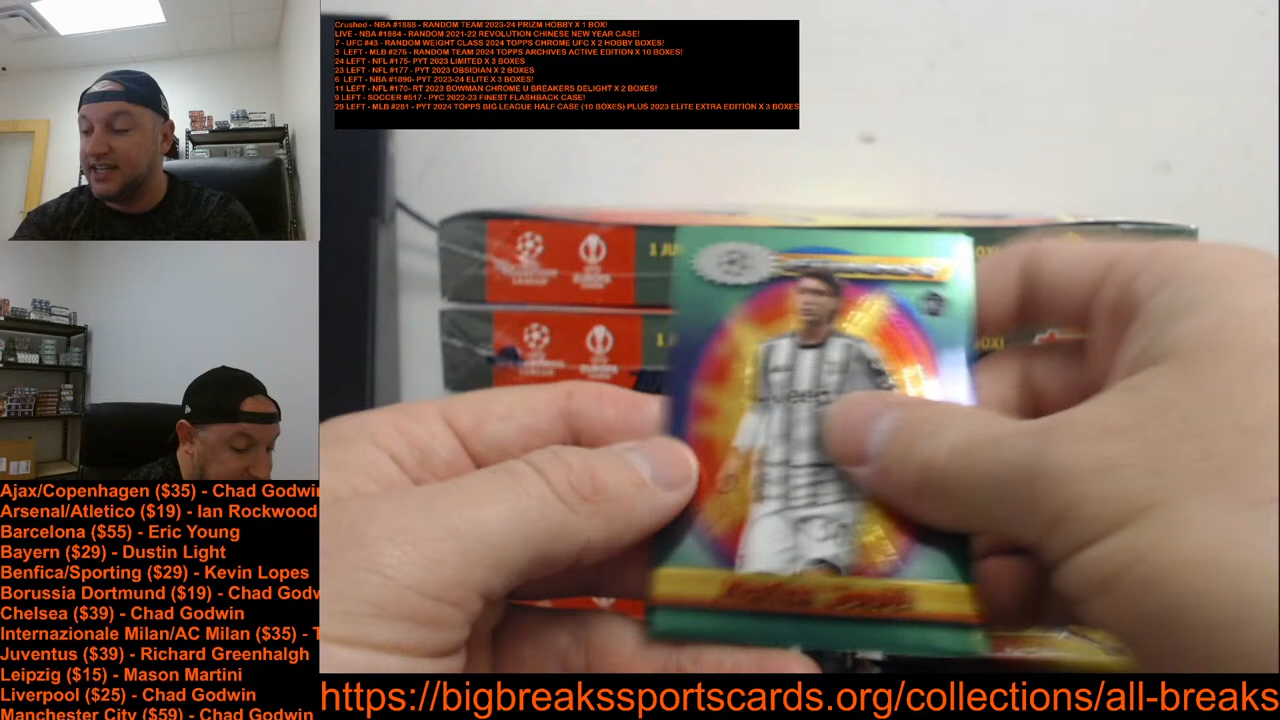 Crushed - NBA #1888 - RANDOM TEAM 2023-24 PRIZM HOBBY X 1 BOX!
LIVE - NBA #1884 - RANDOM 2021-22 REVOLUTION CHINESE NEW YEAR CASE!
7 - UFC #43 - RANDOM WEIGHT CLASS 2024 TOPPS CHROME UFC X 2 HOBBY BOXES!
3 LEFT - MLB #276 - RANDOM TEAM 2024 TOPPS ARCHIVES ACTIVE EDITION X 10 BOXES!
24 LEFT - NFL #175- PYT 2023 LIMITED X 3 BOXES
23 LEFT - NFL #177 - PYT 2023 OBSIDIAN X 2 BOXES
6 LEFT - NBA #1890- PYT 2023-24 ELITE X 3 BOXES!
11 LEFT - NFL #170- RT 2023 BOWMAN CHROME U BREAKERS DELIGHT X 2 BOXES!
9 LEFT - SOCCER #517 - PYC 2022-23 FINEST FLASHBACK CASE!
29 LEFT - MLB #281 - PYT 2024 TOPPS BIG LEAGUE HALF CASE (10 BOXES) PLUS 2023 ELITE EXTRA EDITION X 3 BOXES
Ajax/Copenhagen ($35) - Chad Godwin
Arsenal/Atletico ($19) - Ian Rockwood
Barcelona ($55) - Eric Young
Bayern ($29) - Dustin Light
Benfica/Sporting ($29) - Kevin Lopes
Borussia Dortmund ($19) - Chad Godw
Chelsea ($39) - Chad Godwin
Internazionale Milan/AC Milan ($35) - T
Juventus ($39) - Richard Greenhalgh
Leipzig ($15) - Mason Martini
Liverpool ($25) - Chad Godwin
Manchester City ($59) - Chad Godwin
https://bigbreakssportscards.org/collections/all-breaks